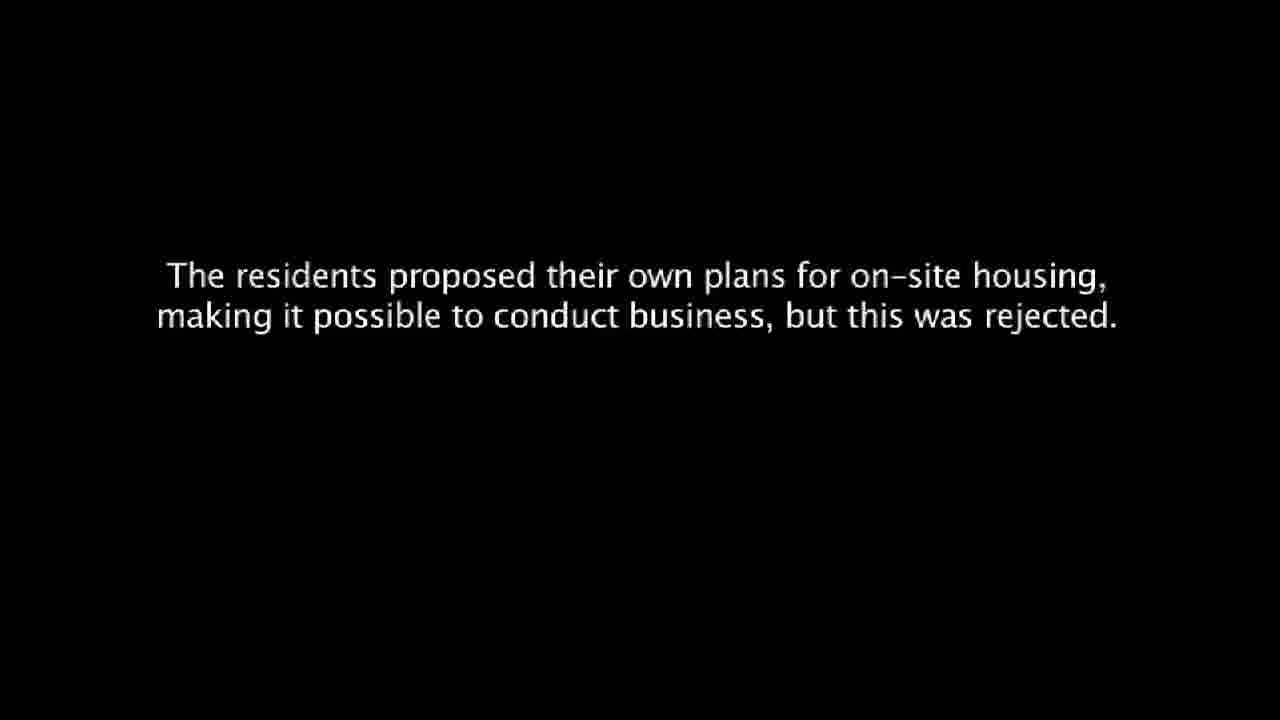 The residents proposed their own plans for on-site housing,
making it possible to conduct business, but this was rejected.